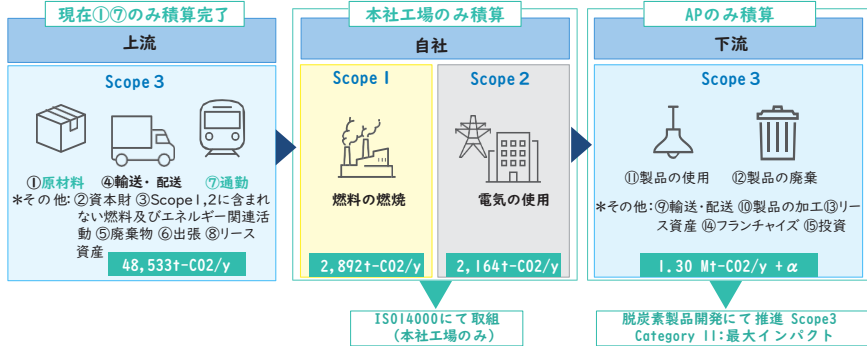 現在①⑦のみ積算完了
上流
Scope 3
①原材料
④輸送・配送
⑦通勤
*その他:②資本財 ③Scope1,2に含まれ
ない燃料及びエネルギー関連活
動 ⑤廃棄物 ⑥出張 ⑧リース
資産
48,533t-CO2/y
本社工場のみ積算
自社
Scope 1
燃料の燃焼
2,892t-CO2/y
Scope 2
電気の使用
2,164t-CO2/y
ISO14000にて取組
(本社工場のみ)
APのみ積算
下流
Scope 3
⑪製品の使用
⑫製品の廃棄
*その他:⑨輸送・配送 ⑩製品の加工⑬リー
ス資産 ⑭フランチャイズ ⑮投資
1.30 Mt-CO2/y +α
脱炭素製品開発にて推進 Scope3
Category 11:最大インパクト